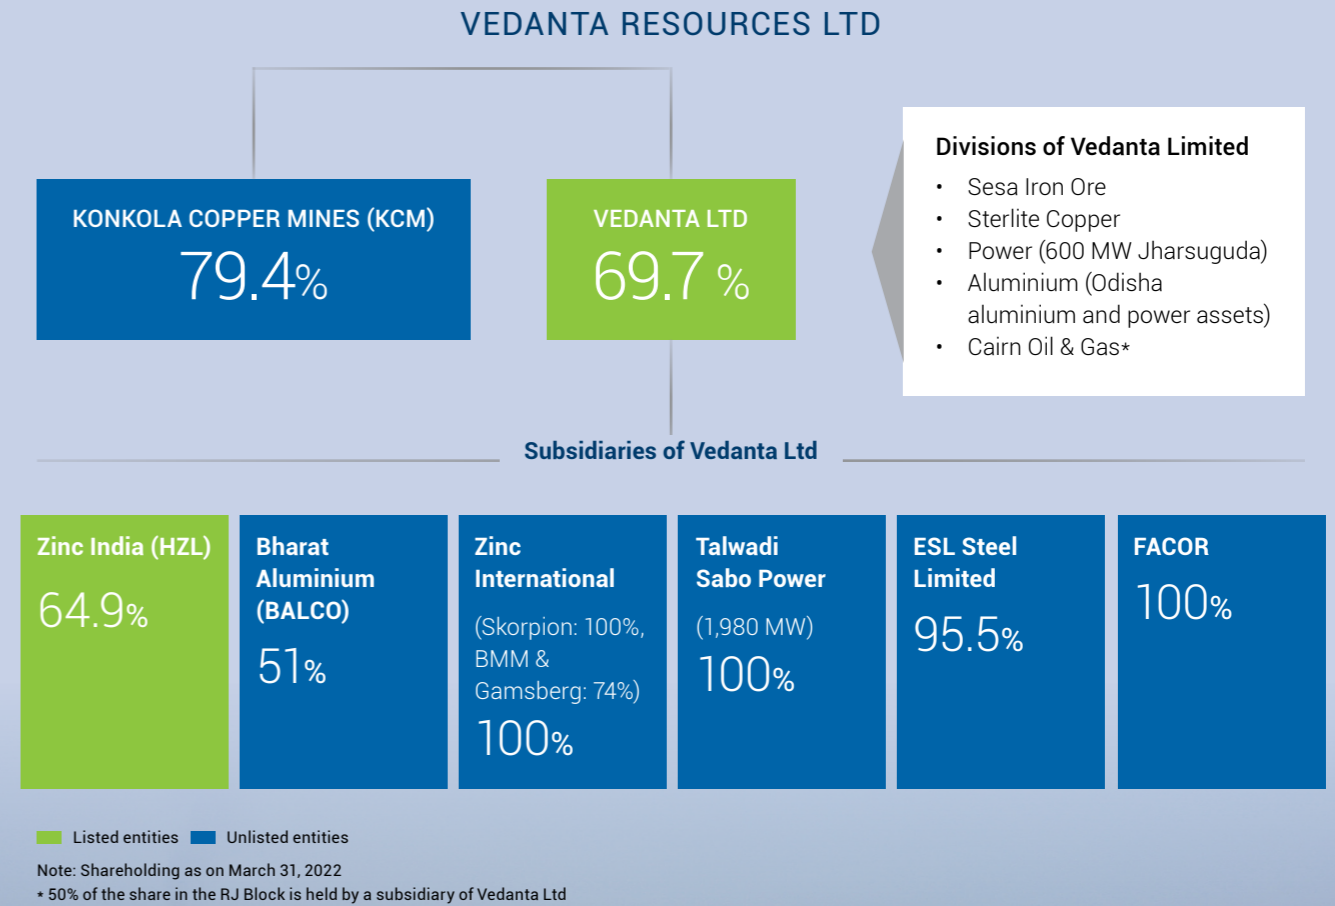 VEDANTA RESOURCES LTD
KONKOLA COPPER MINES (KCM)
79.4%
VEDANTA LTD
69.7 %
Divisions of Vedanta Limited
• Sesa Iron Ore
• Sterlite Copper
• Power (600 MW Jharsuguda)
• Aluminium (Odisha
aluminium and power assets)
• Cairn Oil & Gas*
Subsidiaries of Vedanta Ltd
Zinc India (HZL)
64.9%
Bharat
Aluminium
(BALCO)
51%
Zinc
International
(Skorpion: 100%,
BMM &
Gamsberg: 74%)
100%
Talwadi
Sabo Power
(1,980 MW)
100%
ESL Steel
Limited
95.5%
FACOR
100%
Listed entities
Unlisted entities
Note: Shareholding as on March 31, 2022
* 50% of the share in the RJ Block is held by a subsidiary of Vedanta Ltd